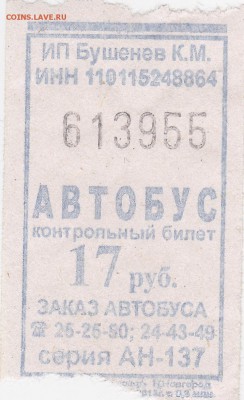 COINS.LAVE.RU
ИП Бушенев К.М.
ИНН 110115248864
613955
АВТОБУС
контрольный билет
17 руб.
ЗАКАЗ АВТОБУСА
☎ 25-25-90; 24-43-49
серия АН-137